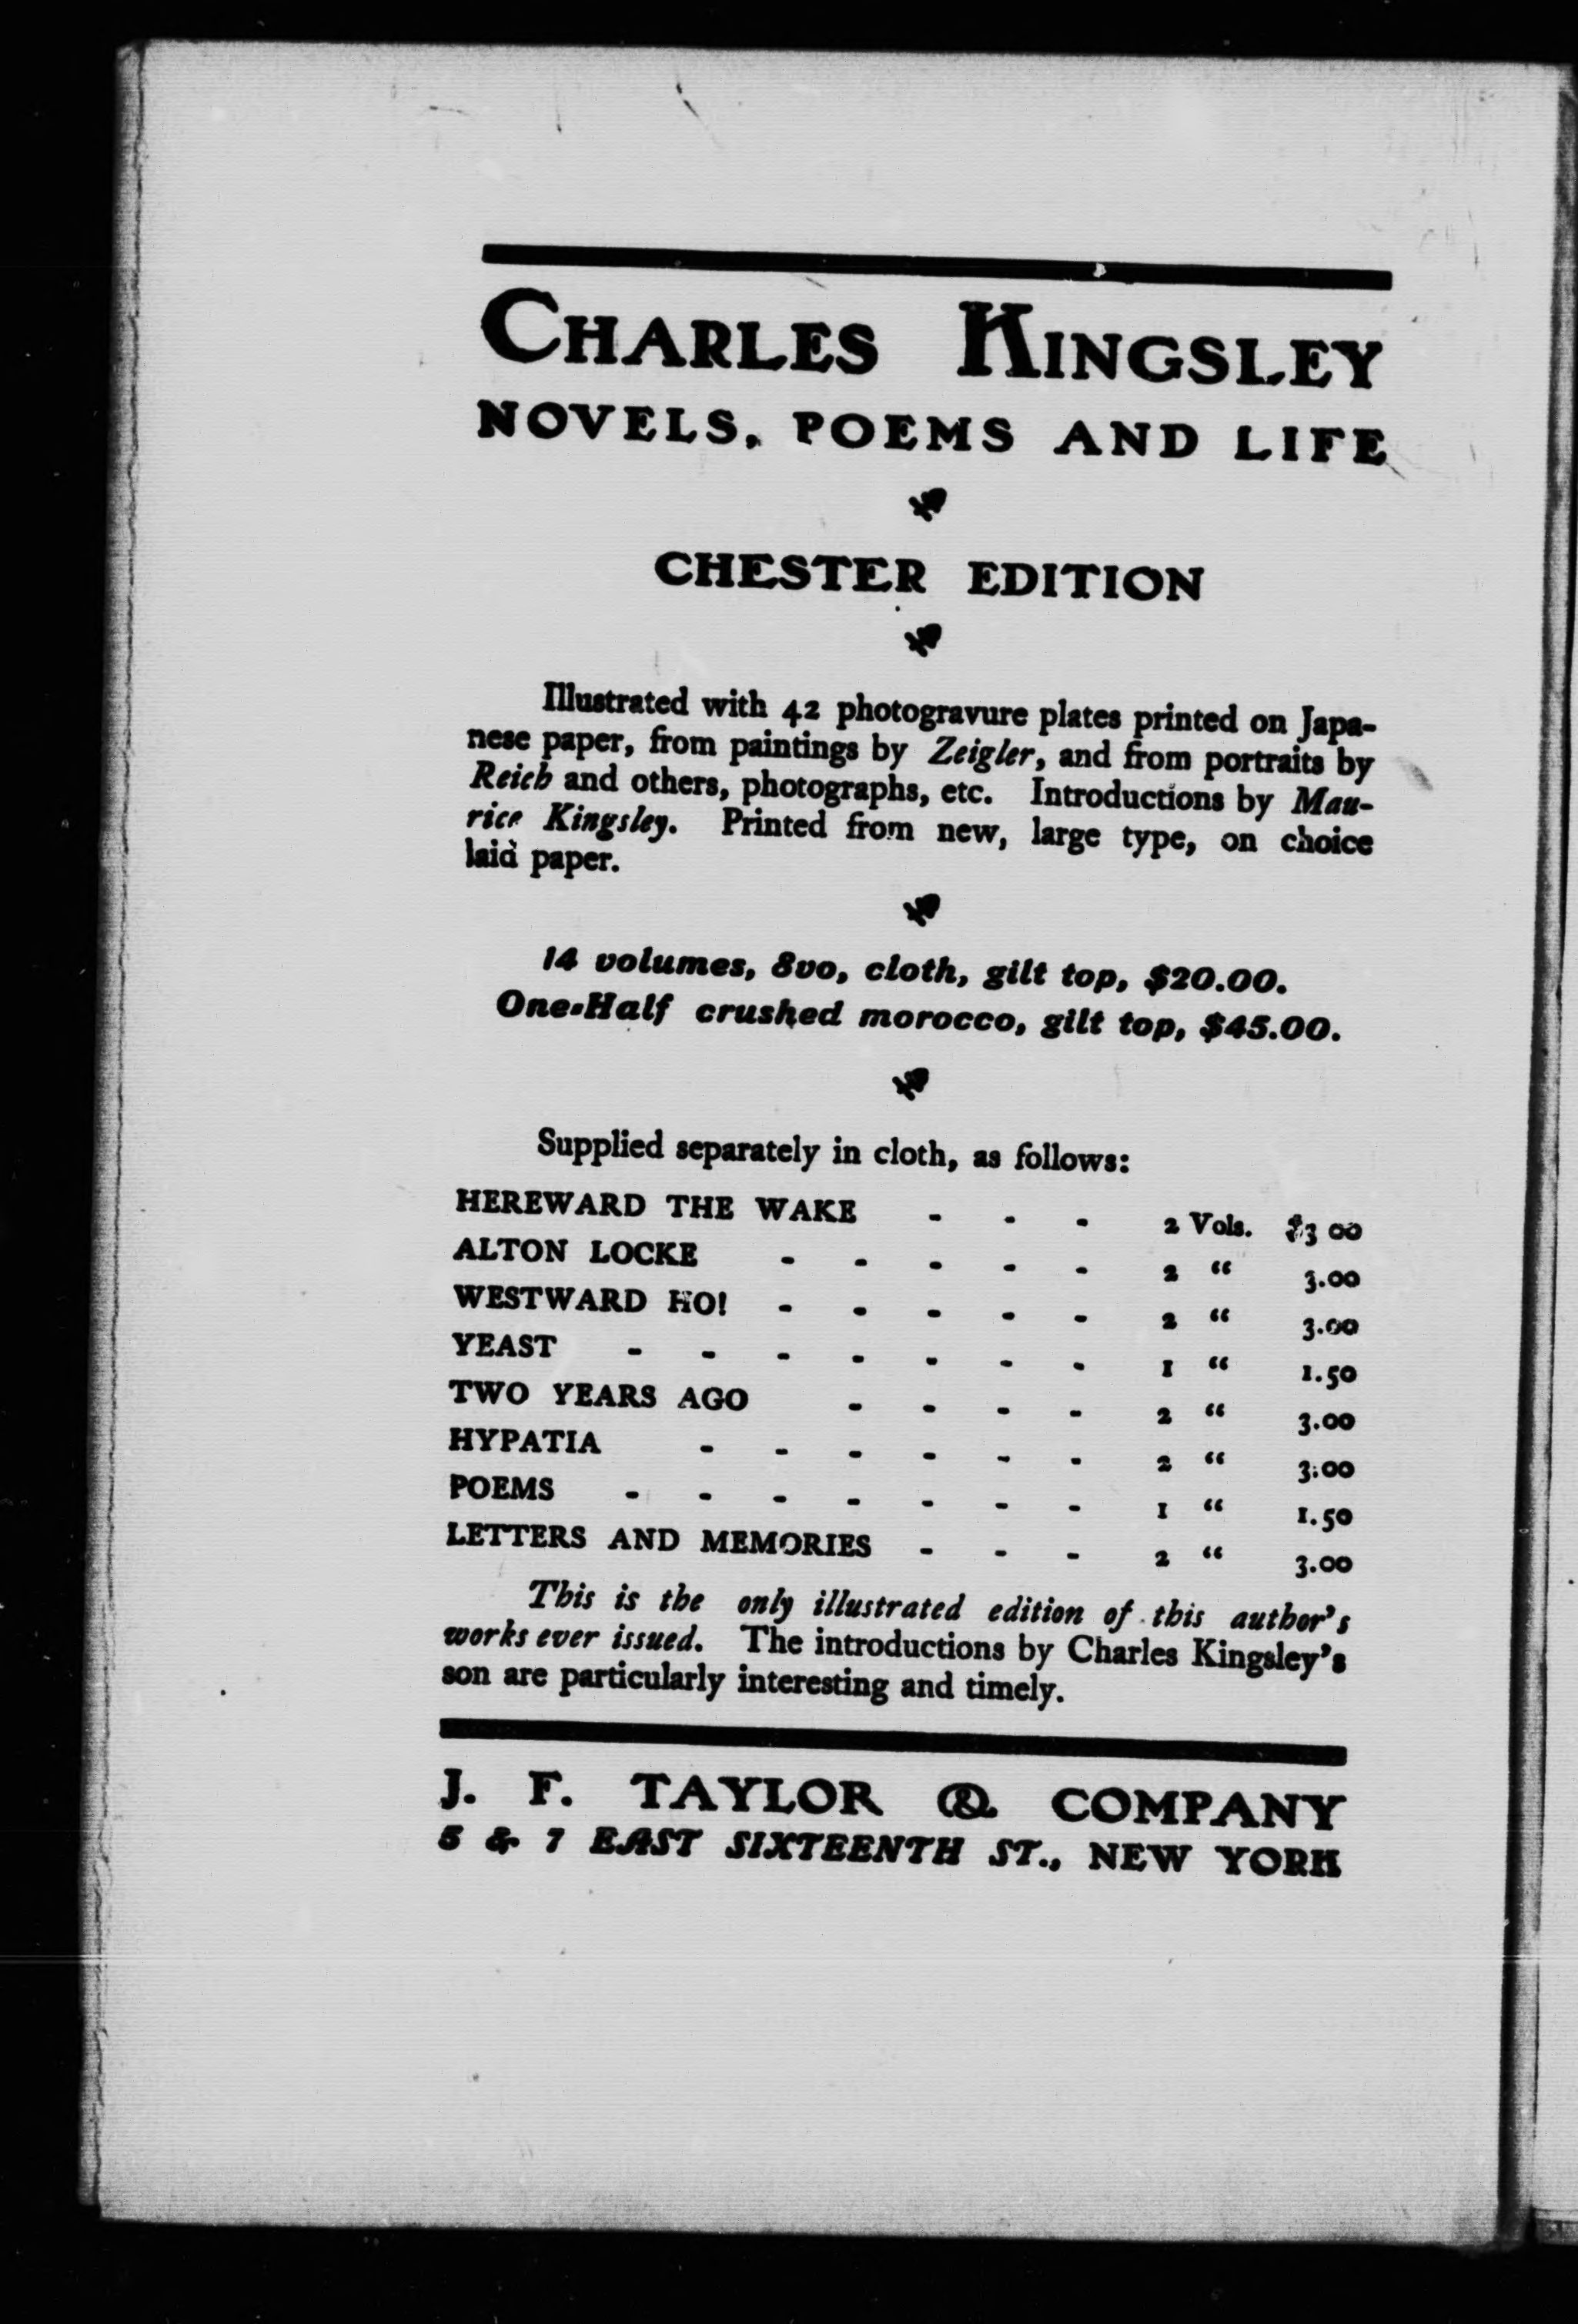 CHARLES KINGSLEY
NOVELS, POEMS AND LIFE
CHESTER EDITION
Illustrated with 42 photogravure plates printed on Japa-
nese paper, from paintings by Zeigler, and from portraits by
Reich and others, photographs, etc. Introductions by Mau-
rice Kingsley. Printed from new, large type, on choice
laid paper.
14 volumes, 8vo, cloth, gilt top, $20.00.
One-Half crushed morocco, gilt top, $45.00.
Supplied separately in cloth, as follows:
HEREWARD THE WAKE - - - 2 Vols. $3 00
ALTON LOCKE - - - - - 2 “ 3.00
WESTWARD HO! - - - - - 2 “ 3.00
YEAST - - - - - - - 1 “ 1.50
TWO YEARS AGO - - - - 2 “ 3.00
HYPATIA - - - - - - 2 “ 3.00
POEMS - - - - - - - 1 “ 1.50
LETTERS AND MEMORIES - - - 2 “ 3.00
This is the only illustrated edition of this author's
works ever issued. The introductions by Charles Kingsley's
son are particularly interesting and timely.
J. F. TAYLOR & COMPANY
5 & 7 EAST SIXTEENTH ST., NEW YORK